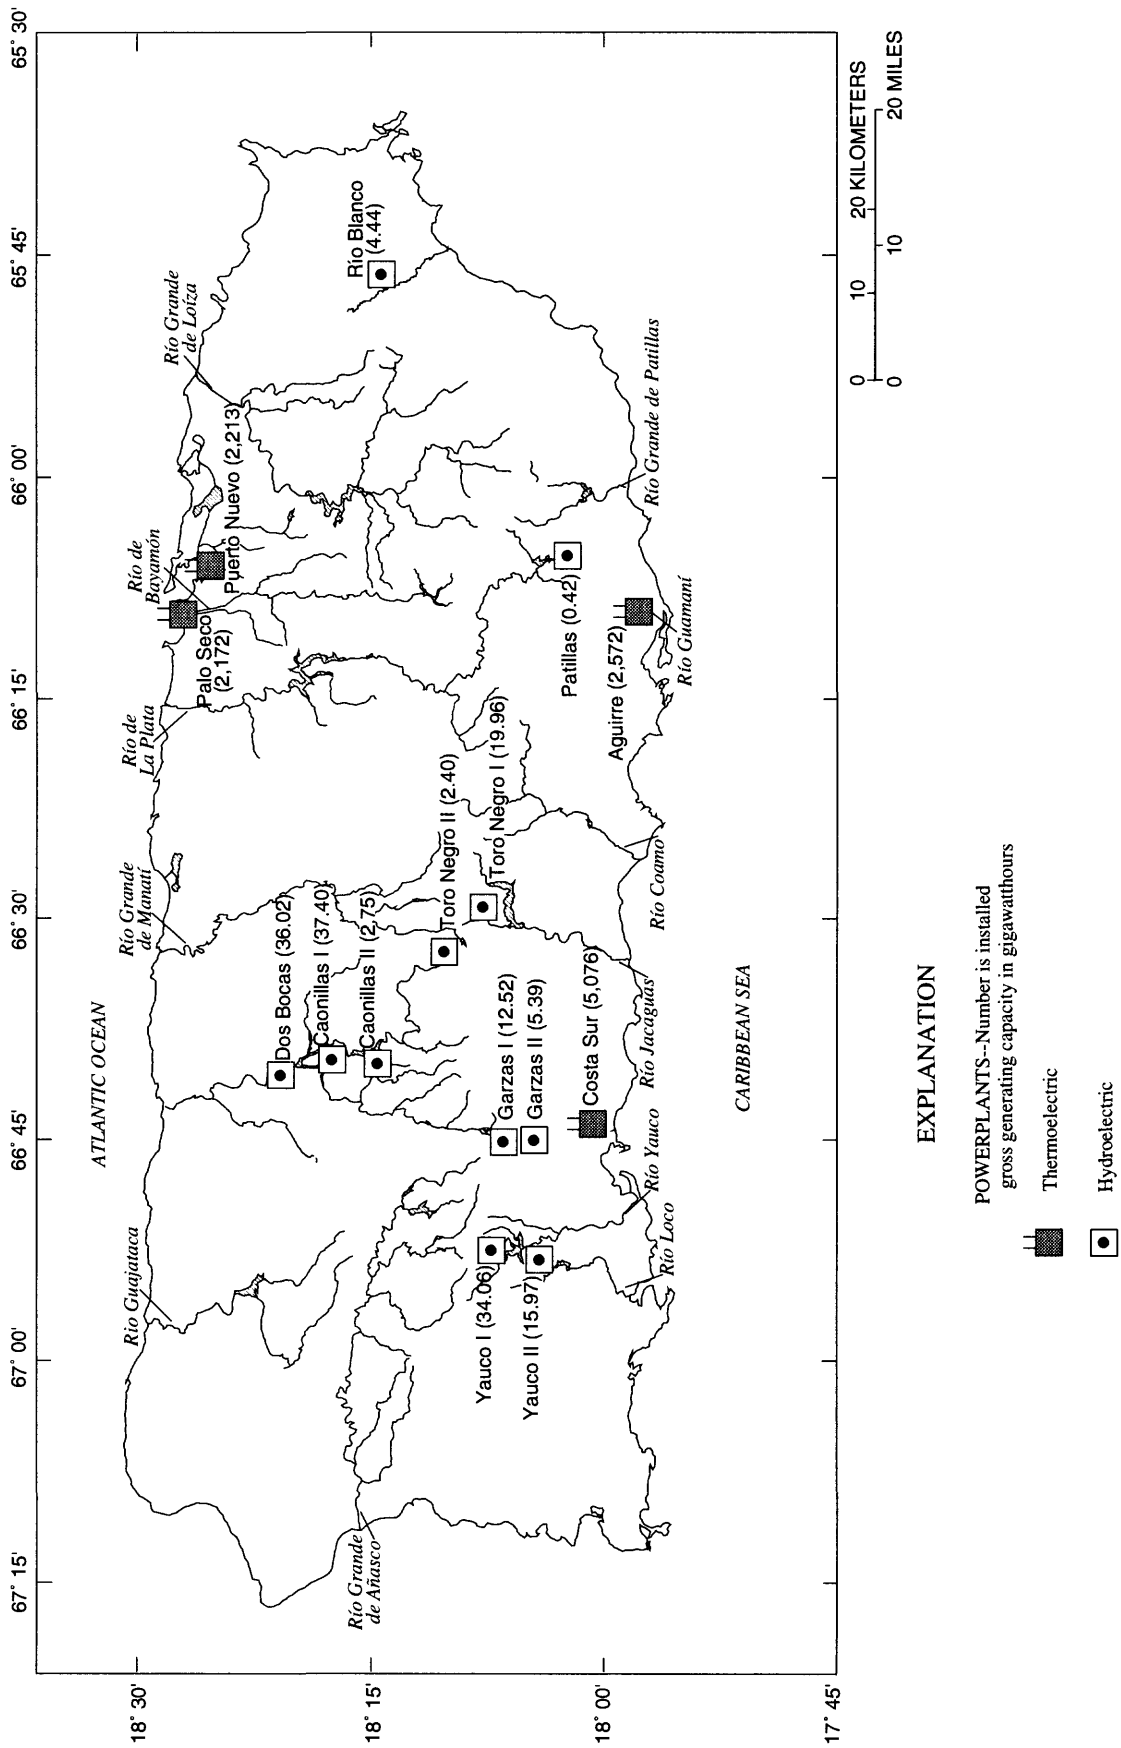 67° 15'
67° 00'
66° 45'
66° 30'
66° 15'
66° 00'
65° 45'
65° 30'
18° 30'
18° 15'
18° 00'
17° 45'
ATLANTIC OCEAN
Río Guajataca
Río Grande
de Manatí
Río de
La Plata
Río de
Bayamón
Río Grande
de Loíza
Palo Seco
(2,172)
Puerto Nuevo (2,213)
Dos Bocas (36.02)
Caonillas I (37.40)
Caonillas II (2.75)
Río Blanco
(4.44)
Río Grande
de Añasco
Toro Negro II (2.40)
Toro Negro I (19.96)
Garzas I (12.52)
Garzas II (5.39)
Yauco I (34.06)
Yauco II (15.97)
Patillas (0.42)
Costa Sur (5,076)
Aguirre (2,572)
Río Loco
Río Yauco
Río Jacaguas
Río Coamo
Río Guamaní
Río Grande de Patillas
CARIBBEAN SEA
0 10 20 KILOMETERS
0 10 20 MILES
EXPLANATION
POWERPLANTS--Number is installed
gross generating capacity in gigawatthours
Thermoelectric
Hydroelectric